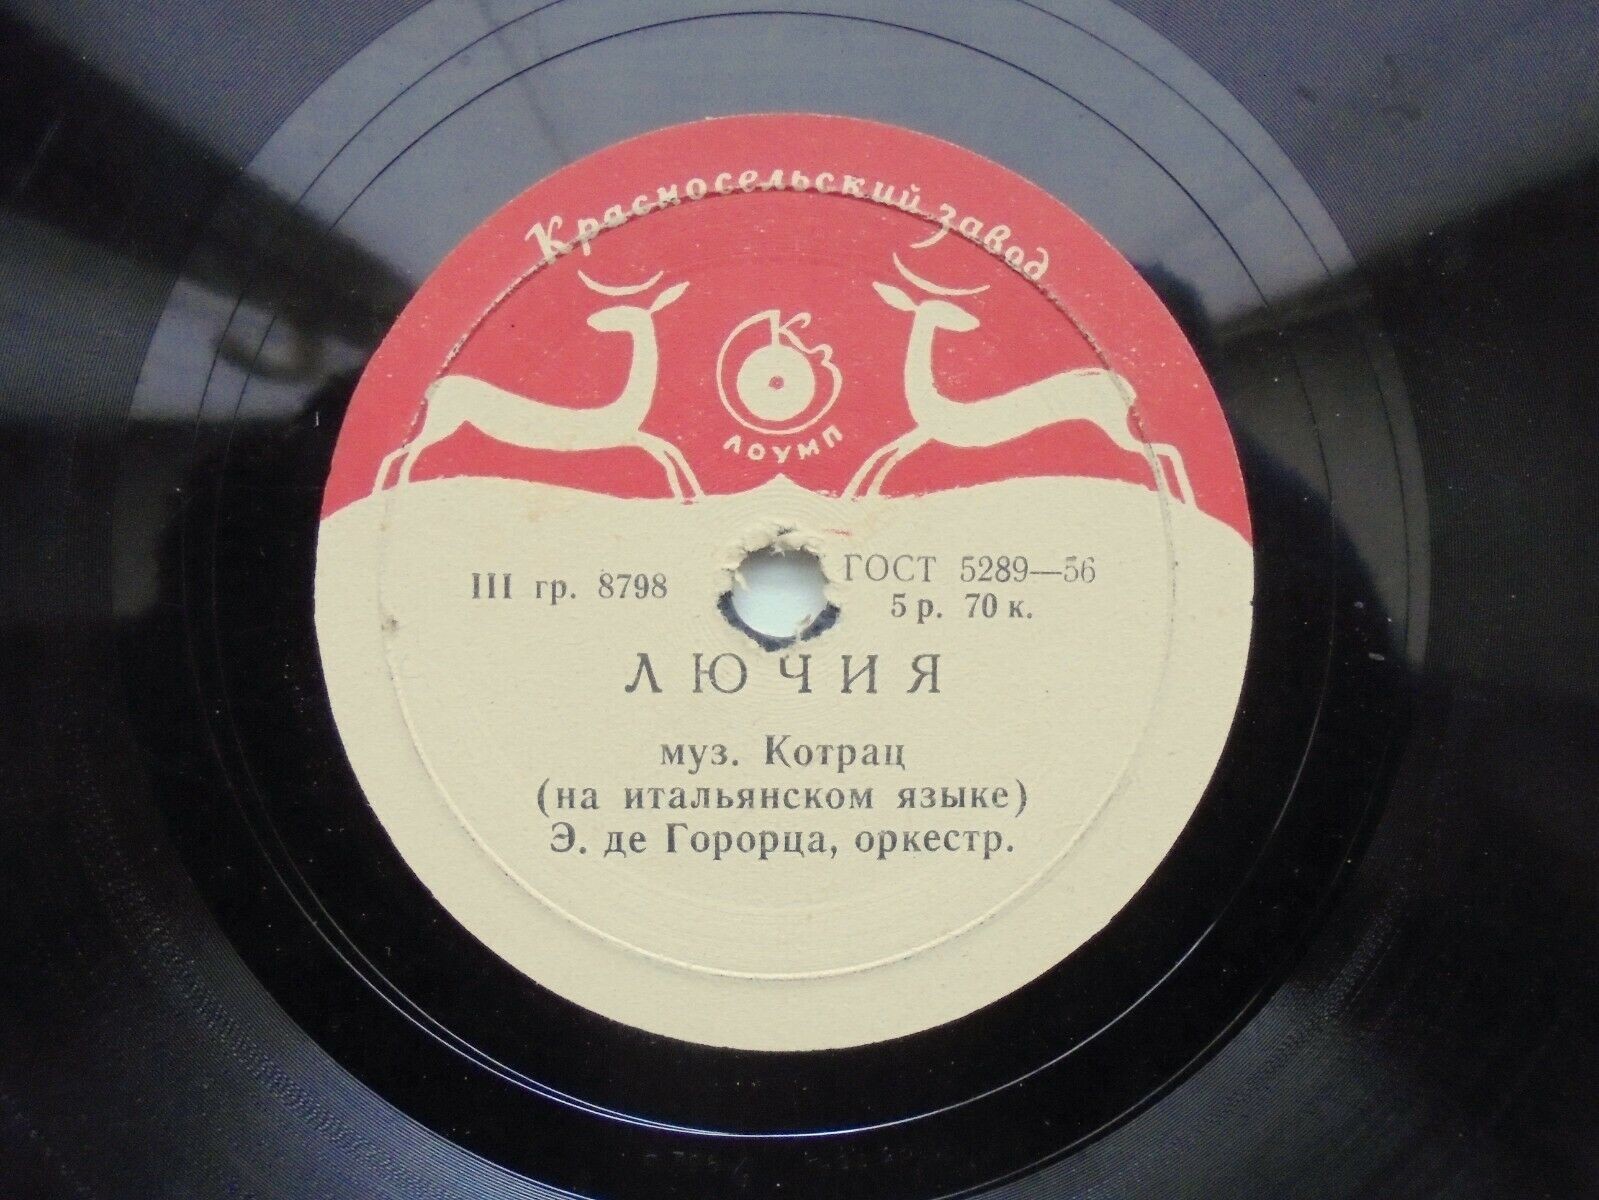 Красносельский завод
КЗ
ЛОУМП
III гр. 8798
ГОСТ 5289—56
5 р. 70 к.
ЛЮЧИЯ
муз. Котрац
(на итальянском языке)
Э. де Горорца, оркестр.